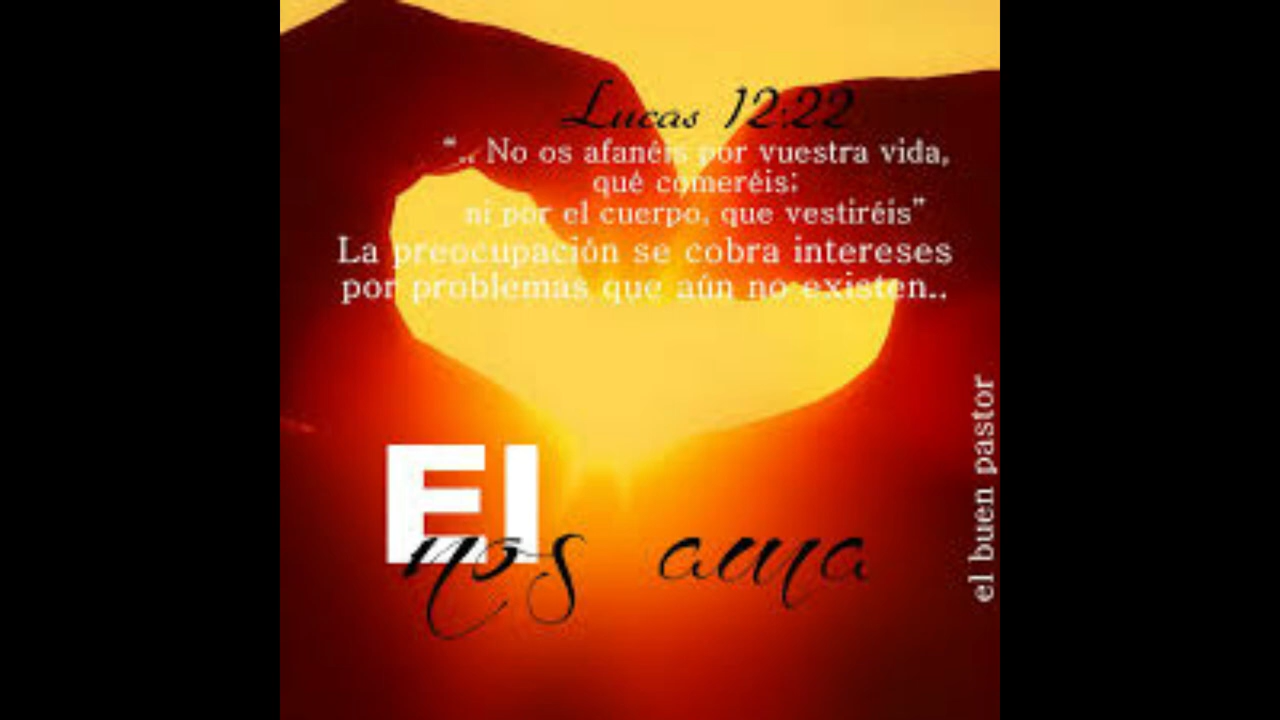 Lucas 12:22
“.. No os afanéis por vuestra vida,
qué comeréis;
ni por el cuerpo, que vestiréis”
La preocupación se cobra intereses
por problemas que aún no existen..
El
nos ama
el buen pastor